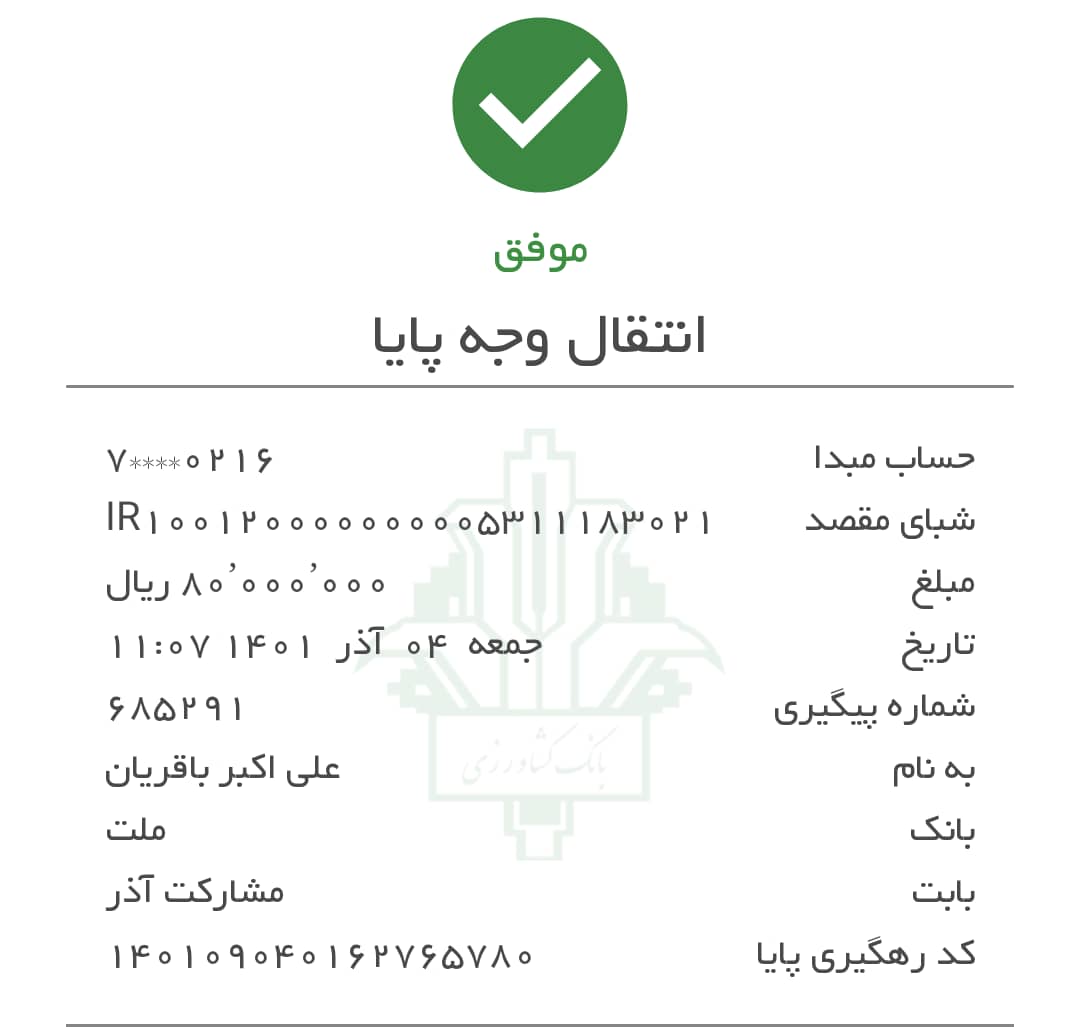 موفق
انتقال وجه پایا
حساب مبدا ۷****۰۲۱۶
شبای مقصد IR۱۰۰۱۲۰۰۰۰۰۰۰۰۰۰۵۳۱۱۱۸۳۰۲۱
مبلغ ۸۰٬۰۰۰٬۰۰۰ ریال
تاریخ جمعه ۰۴ آذر ۱۴۰۱ ۱۱:۰۷
شماره پیگیری ۶۸۵۲۹۱
به نام علی اکبر باقریان
بانک ملت
بابت مشارکت آذر
کد رهگیری پایا ۱۴۰۱۰۹۰۴۰۱۶۲۷۶۵۷۸۰
بانک کشاورزی